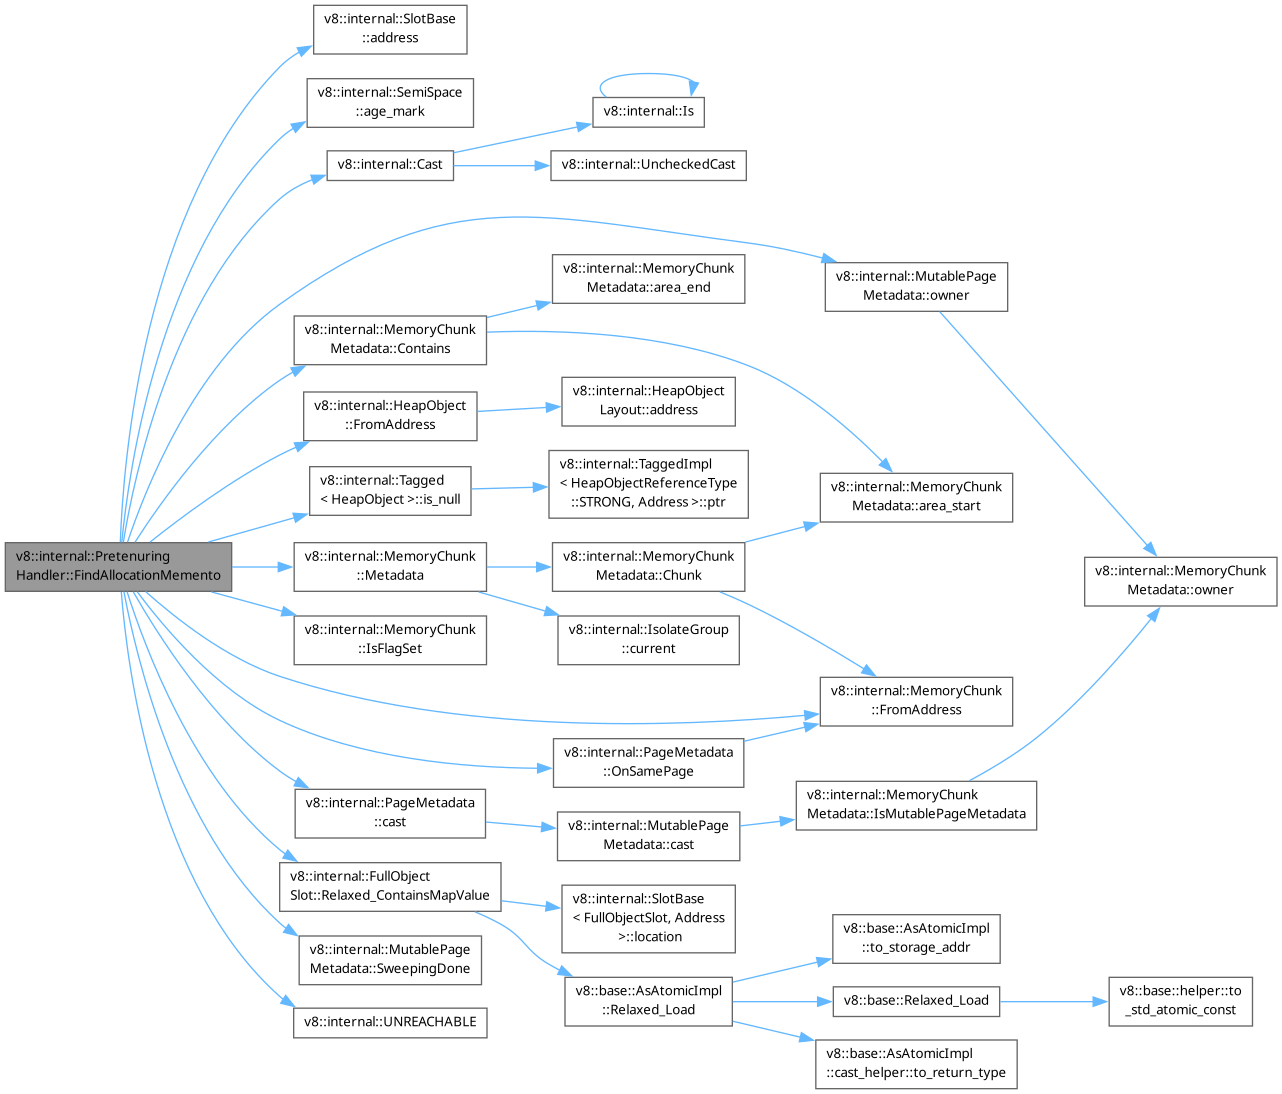 v8::internal::SlotBase
::address
v8::internal::SemiSpace
::age_mark
v8::internal::Is
v8::internal::Cast
v8::internal::UncheckedCast
v8::internal::MemoryChunk
Metadata::area_end
v8::internal::MutablePage
Metadata::owner
v8::internal::MemoryChunk
Metadata::Contains
v8::internal::HeapObject
Layout::address
v8::internal::HeapObject
::FromAddress
v8::internal::Tagged
< HeapObject >::is_null
v8::internal::TaggedImpl
< HeapObjectReferenceType
::STRONG, Address >::ptr
v8::internal::MemoryChunk
Metadata::area_start
v8::internal::Pretenuring
Handler::FindAllocationMemento
v8::internal::MemoryChunk
::Metadata
v8::internal::MemoryChunk
Metadata::Chunk
v8::internal::MemoryChunk
Metadata::owner
v8::internal::MemoryChunk
::IsFlagSet
v8::internal::IsolateGroup
::current
v8::internal::MemoryChunk
::FromAddress
v8::internal::PageMetadata
::OnSamePage
v8::internal::PageMetadata
::cast
v8::internal::MutablePage
Metadata::cast
v8::internal::MemoryChunk
Metadata::IsMutablePageMetadata
v8::internal::FullObject
Slot::Relaxed_ContainsMapValue
v8::internal::SlotBase
< FullObjectSlot, Address
>::location
v8::base::AsAtomicImpl
::to_storage_addr
v8::internal::MutablePage
Metadata::SweepingDone
v8::base::AsAtomicImpl
::Relaxed_Load
v8::base::Relaxed_Load
v8::base::helper::to
_std_atomic_const
v8::internal::UNREACHABLE
v8::base::AsAtomicImpl
::cast_helper::to_return_type